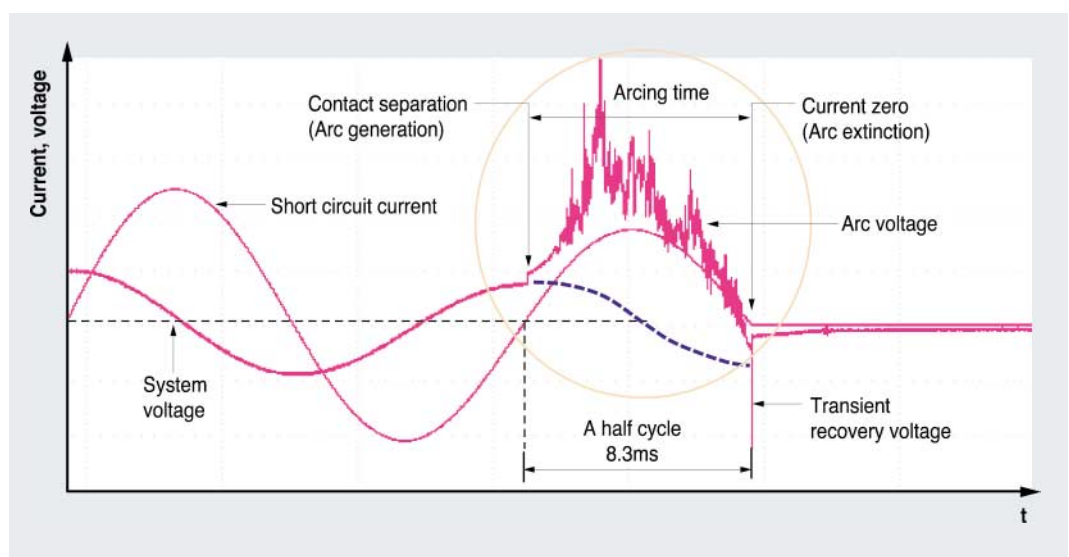 Current, voltage
Contact separation
(Arc generation)
Arcing time
Current zero
(Arc extinction)
Short circuit current
Arc voltage
System
voltage
A half cycle
8.3ms
Transient
recovery voltage
t